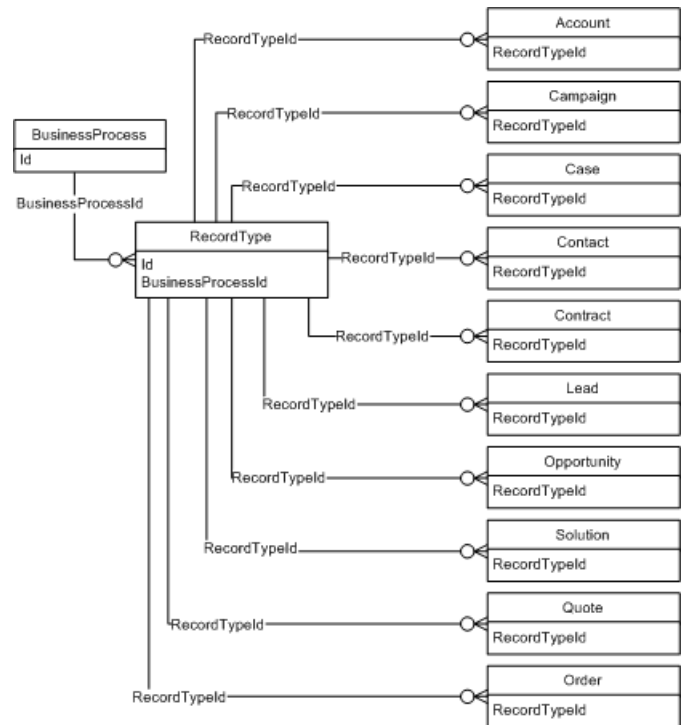 Account
RecordTypeId
RecordTypeId
Campaign
RecordTypeId
RecordTypeId
BusinessProcess
Id
BusinessProcessId
Case
RecordTypeId
RecordTypeId
RecordType
Id
BusinessProcessId
Contact
RecordTypeId
RecordTypeId
Contract
RecordTypeId
RecordTypeId
Lead
RecordTypeId
RecordTypeId
Opportunity
RecordTypeId
RecordTypeId
Solution
RecordTypeId
RecordTypeId
Quote
RecordTypeId
RecordTypeId
Order
RecordTypeId
RecordTypeId